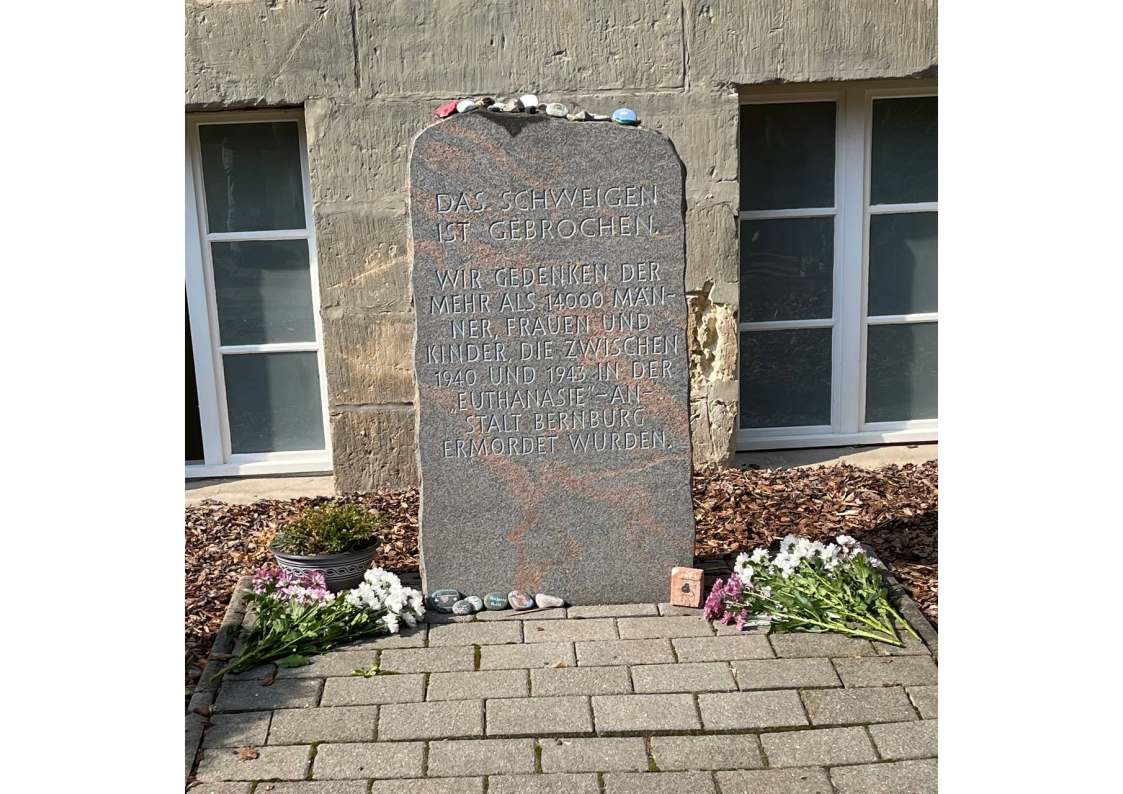 DAS SCHWEIGEN
IST GEBROCHEN.
WIR GEDENKEN DER
MEHR ALS 14000 MÄN-
NER, FRAUEN UND
KINDER, DIE ZWISCHEN
1940 UND 1943 IN DER
„EUTHANASIE"-AN-
STALT BERNBURG
ERMORDET WURDEN.